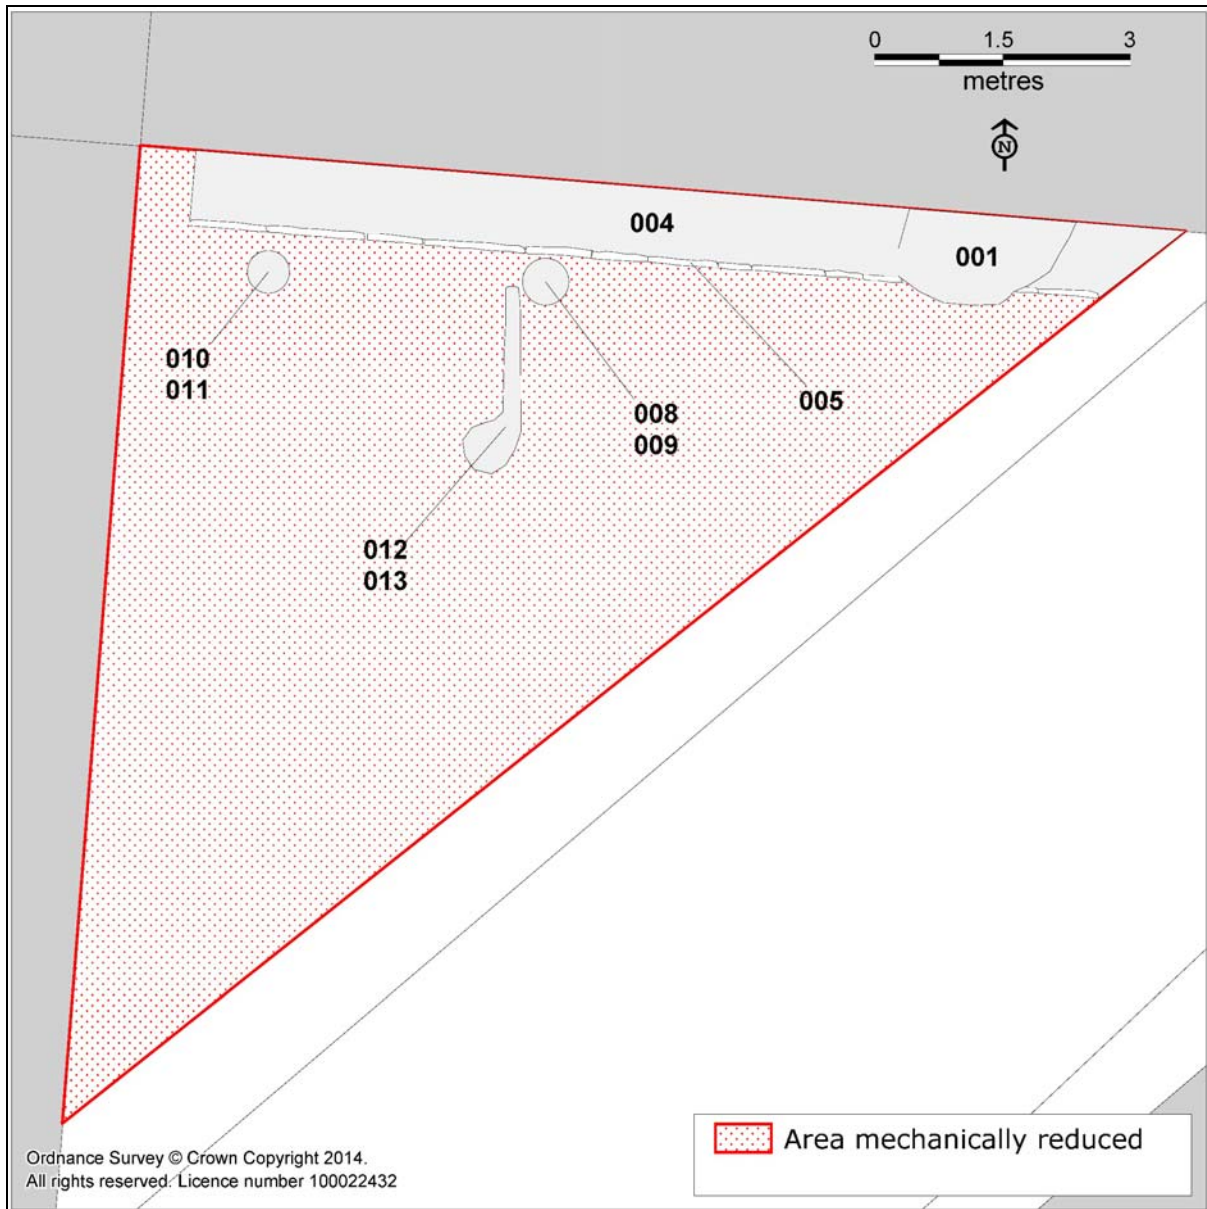 0 1.5 3
metres
N
004
001
010
011
008
009
005
012
013
Area mechanically reduced
Ordnance Survey © Crown Copyright 2014.
All rights reserved. Licence number 100022432